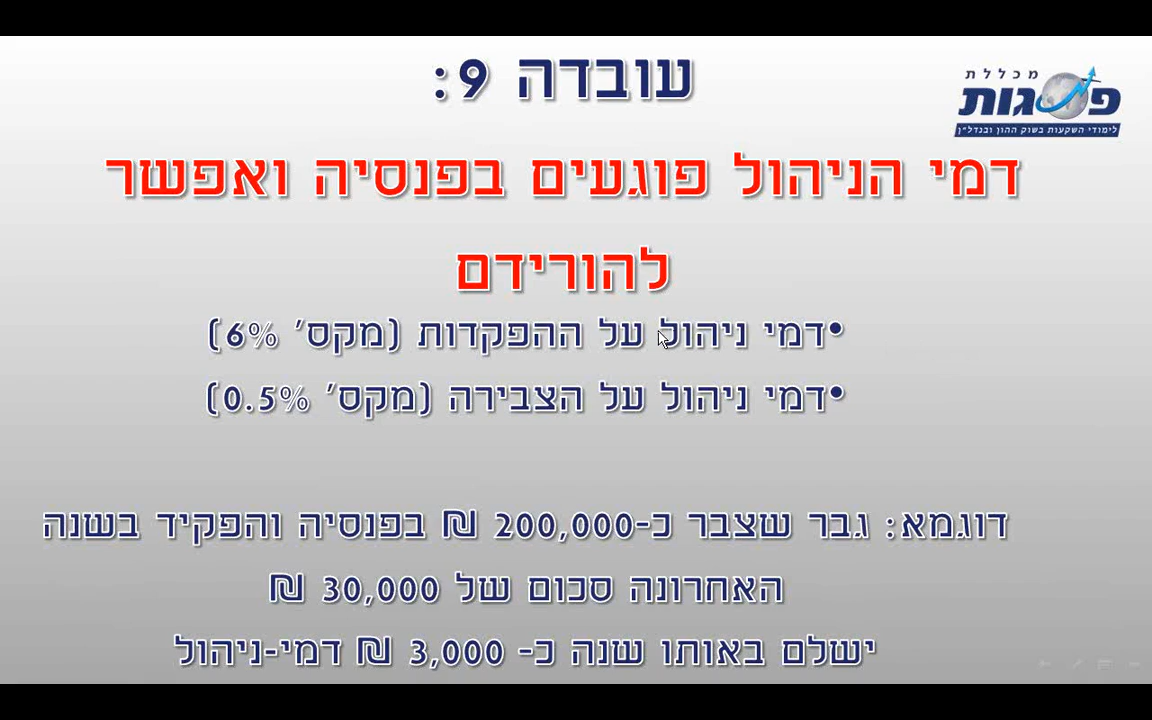 עובדה 9:
מכללת
פסגות
לימודי השקעות בשוק ההון ובנדל"ן
דמי הניהול פוגעים בפנסיה ואפשר
להורידם
•דמי ניהול על ההפקדות (מקס' 6%)
•דמי ניהול על הצבירה (מקס' 0.5%)
דוגמא: גבר שצבר כ-200,000 ₪ בפנסיה והפקיד בשנה
האחרונה סכום של 30,000 ₪
ישלם באותו שנה כ- 3,000 ₪ דמי-ניהול